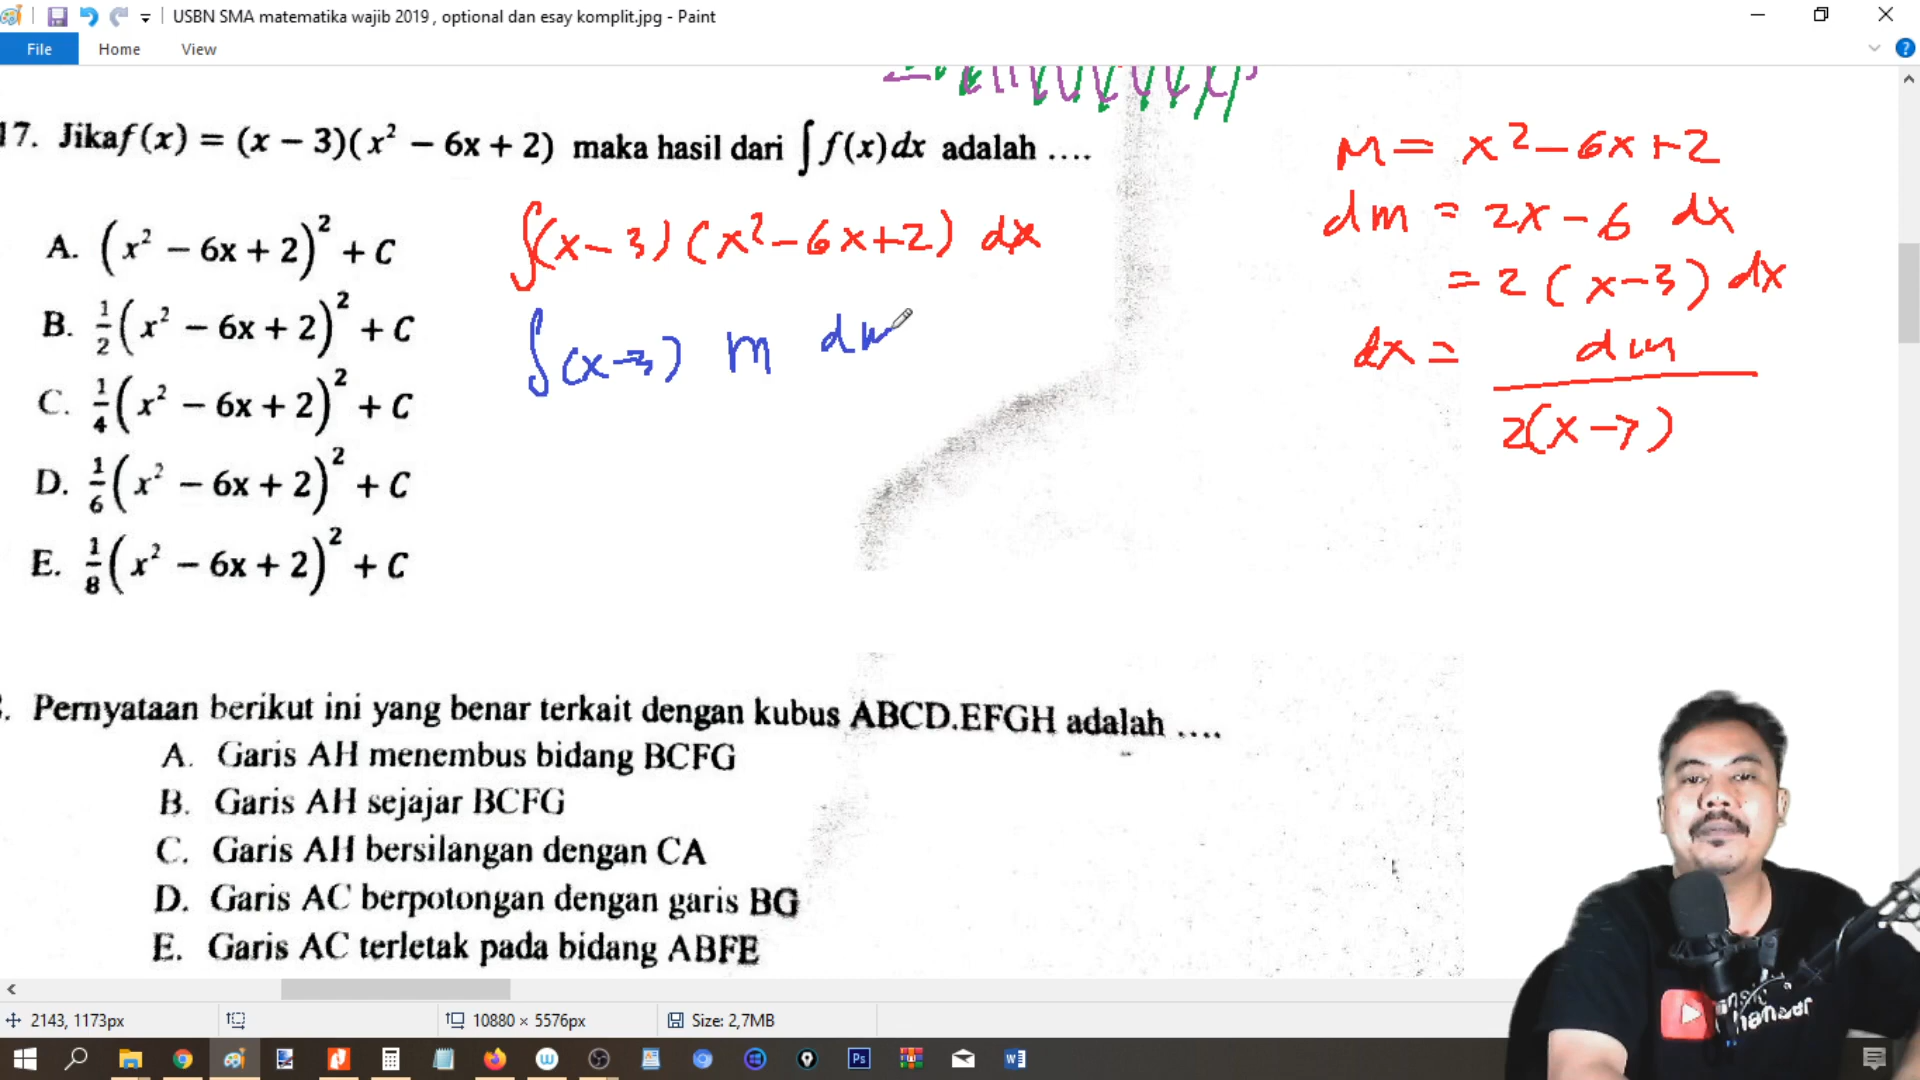 USBN SMA matematika wajib 2019 , optional dan esay komplit.jpg - Paint
File Home View
17. Jikaf(x) = (x − 3)(x² − 6x + 2) maka hasil dari ∫ f(x)dx adalah ....
A. (x² − 6x + 2)² + C
B. 1/2 (x² − 6x + 2)² + C
C. 1/4 (x² − 6x + 2)² + C
D. 1/6 (x² − 6x + 2)² + C
E. 1/8 (x² − 6x + 2)² + C
∫(x−3)(x²−6x+2) dx
∫(x−3) m dm
M = x²−6x+2
dm = 2x−6 dx
= 2(x−3) dx
dx = dm
2(x−7)
. Pernyataan berikut ini yang benar terkait dengan kubus ABCD.EFGH adalah ....
A. Garis AH menembus bidang BCFG
B. Garis AH sejajar BCFG
C. Garis AH bersilangan dengan CA
D. Garis AC berpotongan dengan garis BG
E. Garis AC terletak pada bidang ABFE
2143, 1173px
10880 × 5576px
Size: 2,7MB